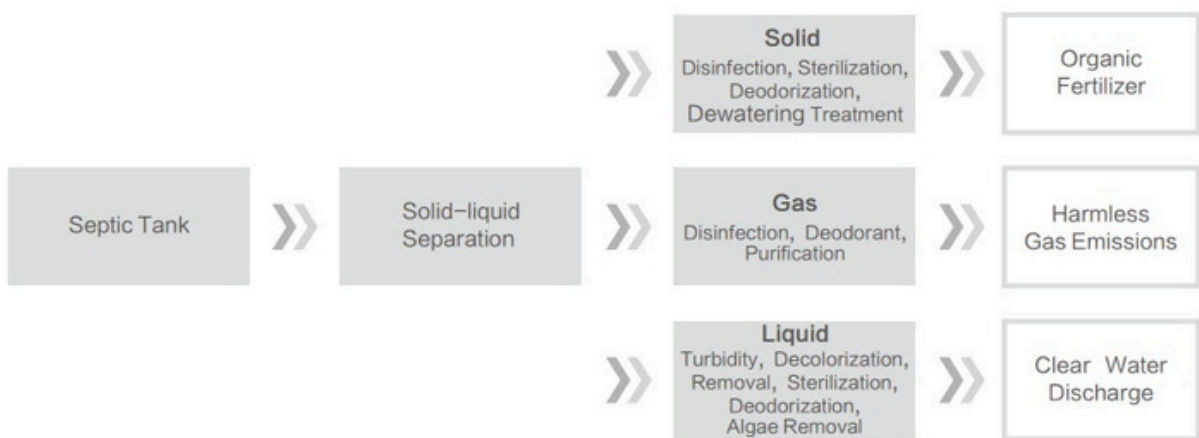 Septic Tank
Solid-liquid
Separation
Solid
Disinfection, Sterilization,
Deodorization,
Dewatering Treatment
Organic
Fertilizer
Gas
Disinfection, Deodorant,
Purification
Harmless
Gas Emissions
Liquid
Turbidity, Decolorization,
Removal, Sterilization,
Deodorization,
Algae Removal
Clear Water
Discharge